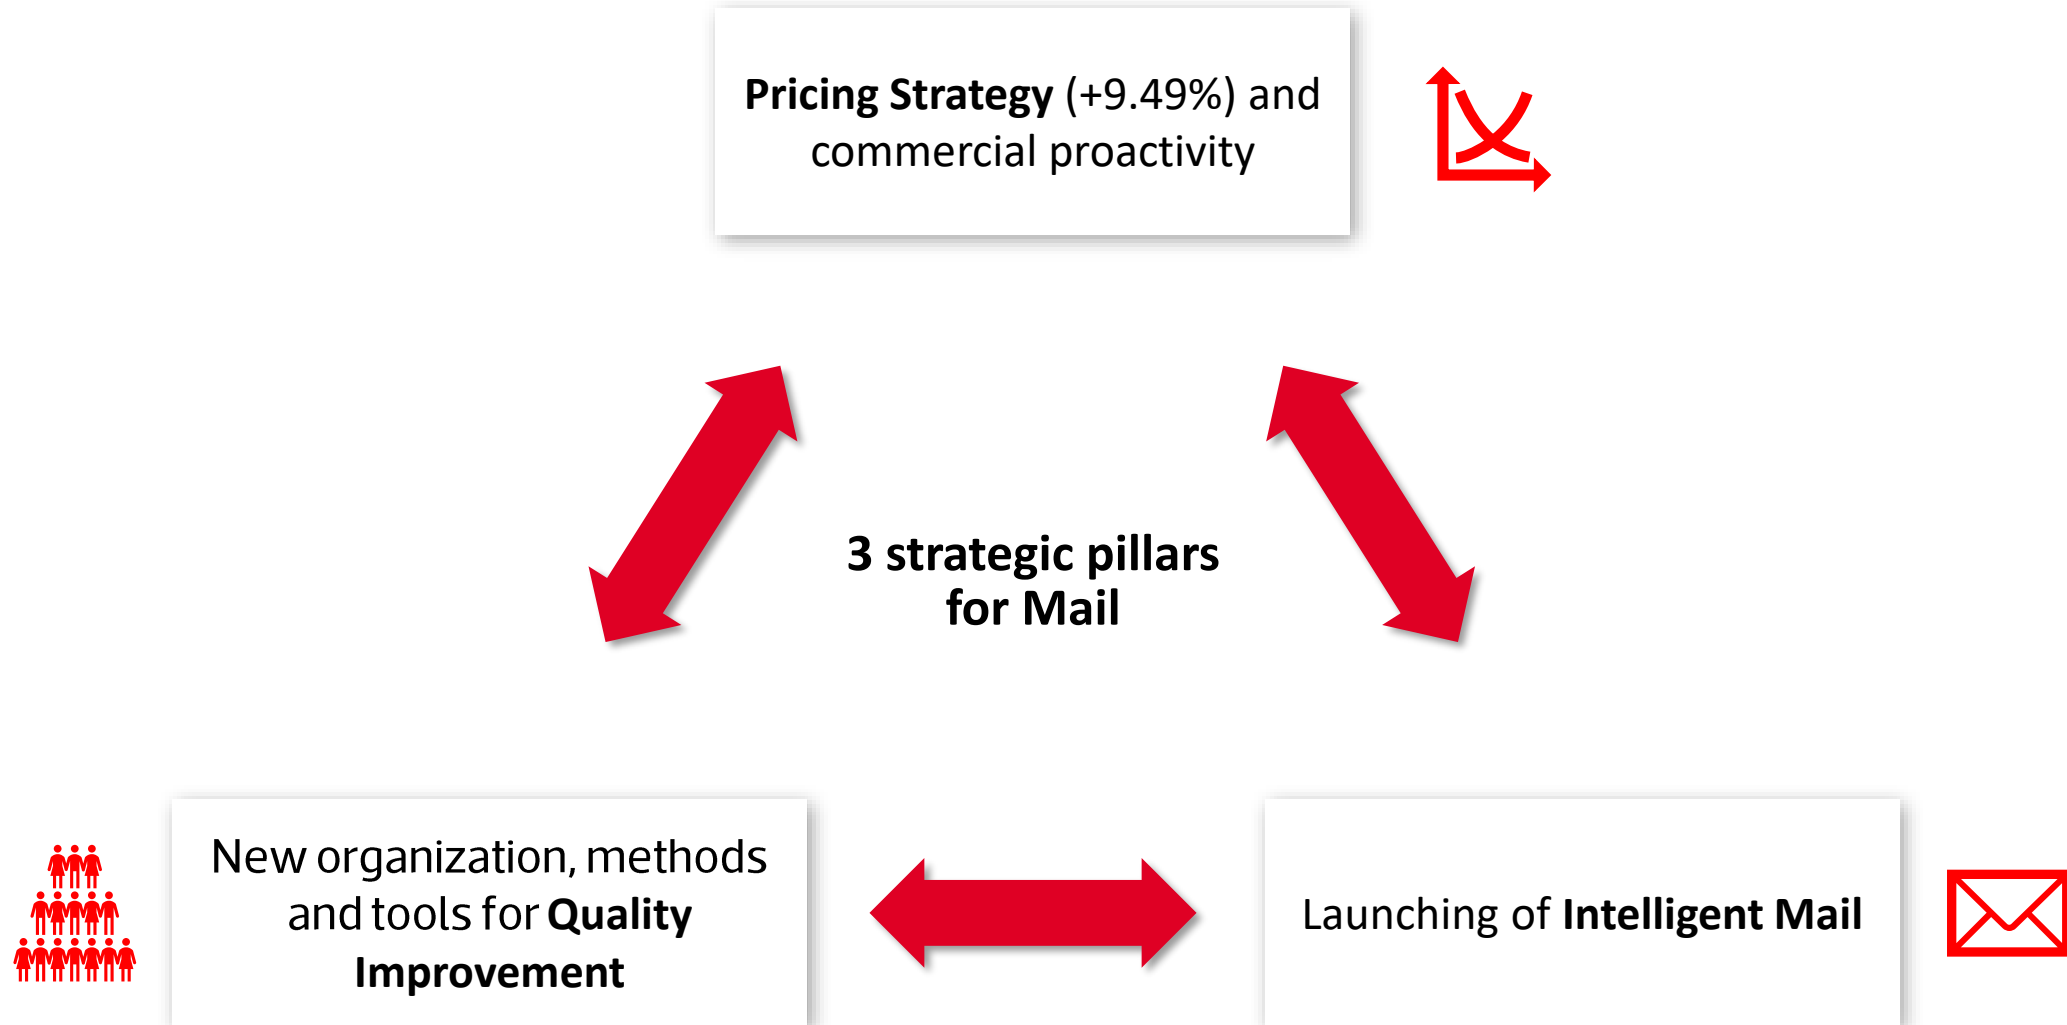 Pricing Strategy (+9.49%) and
commercial proactivity
3 strategic pillars
for Mail
New organization, methods
and tools for Quality
Improvement
Launching of Intelligent Mail